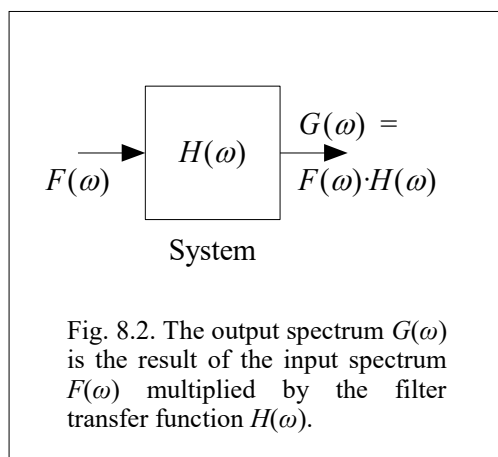 G(ω) =
H(ω)
F(ω)
F(ω)·H(ω)
System
Fig. 8.2. The output spectrum G(ω)
is the result of the input spectrum
F(ω) multiplied by the filter
transfer function H(ω).